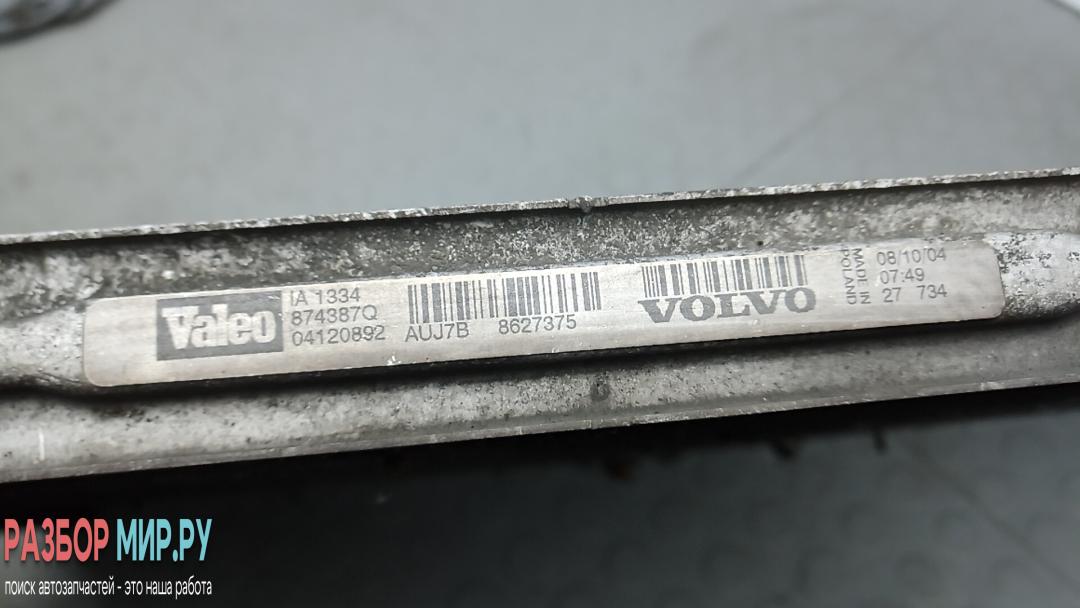 Valeo
IA 1334
874387Q
04120892
AUJ7B 8627375
VOLVO
MADE IN
POLAND
08/10/04
07:49
27 734
РАЗБОР МИР.РУ
поиск автозапчастей - это наша работа